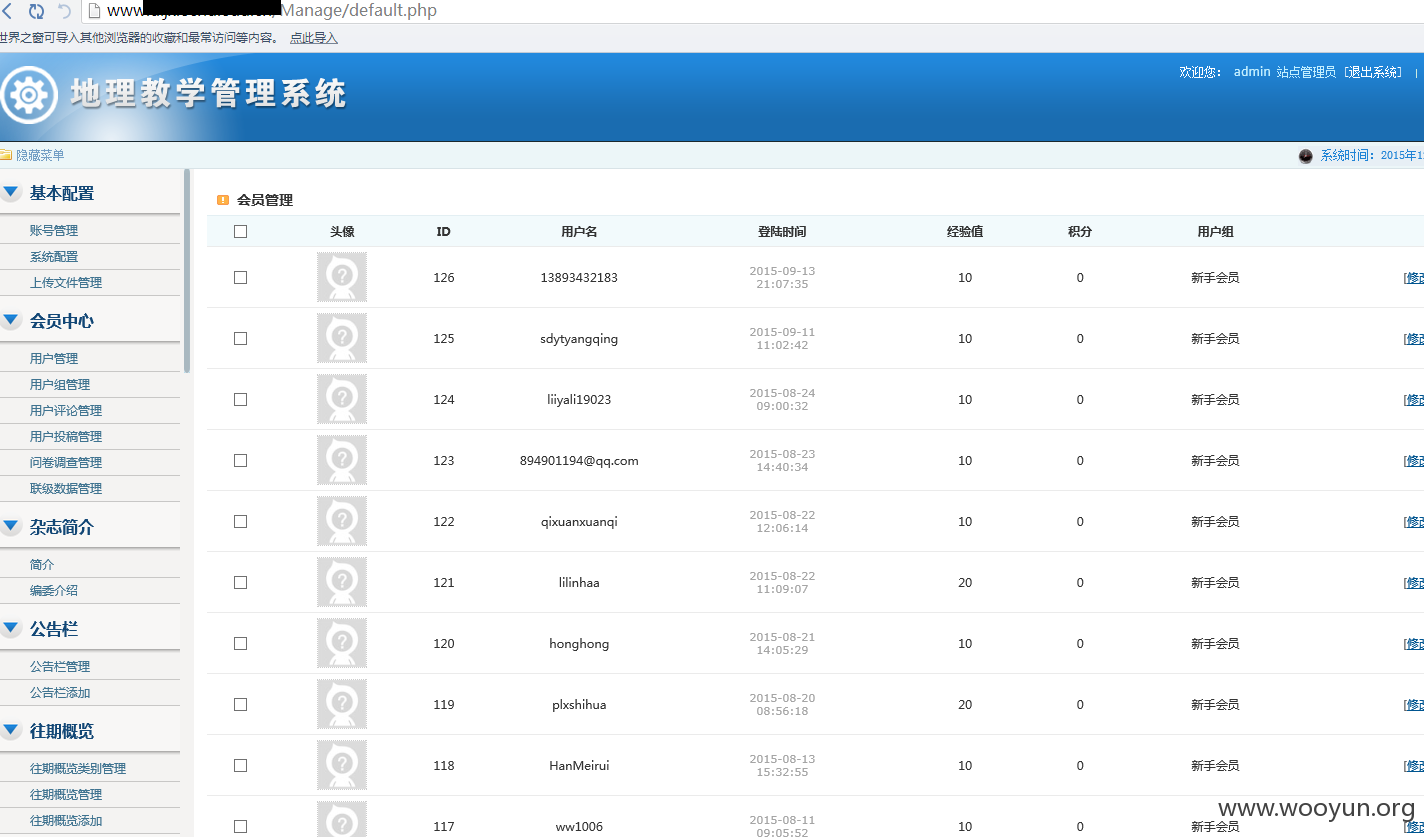 www. Manage/default.php
世界之窗可导入其他浏览器的收藏和最常访问等内容。 点此导入
地理教学管理系统
欢迎您： admin 站点管理员 [退出系统] |
隐藏菜单
系统时间： 2015年1
基本配置
账号管理
系统配置
上传文件管理
会员中心
用户管理
用户组管理
用户评论管理
用户投稿管理
问卷调查管理
联级数据管理
杂志简介
简介
编委介绍
公告栏
公告栏管理
公告栏添加
往期概览
往期概览类别管理
往期概览管理
往期概览添加
会员管理
头像 ID 用户名 登陆时间 经验值 积分 用户组
126 13893432183 2015-09-13 21:07:35 10 0 新手会员 [修改
125 sdytyangqing 2015-09-11 11:02:42 10 0 新手会员 [修改
124 liiyali19023 2015-08-24 09:00:32 10 0 新手会员 [修改
123 894901194@qq.com 2015-08-23 14:40:34 10 0 新手会员 [修改
122 qixuanxuanqi 2015-08-22 12:06:14 10 0 新手会员 [修改
121 lilinhaa 2015-08-22 11:09:07 20 0 新手会员 [修改
120 honghong 2015-08-21 14:05:29 10 0 新手会员 [修改
119 plxshihua 2015-08-20 08:56:18 20 0 新手会员 [修改
118 HanMeirui 2015-08-13 15:32:55 10 0 新手会员 [修改
117 ww1006 2015-08-11 09:05:52 10 0 新手会员 [修改
www.wooyun.org